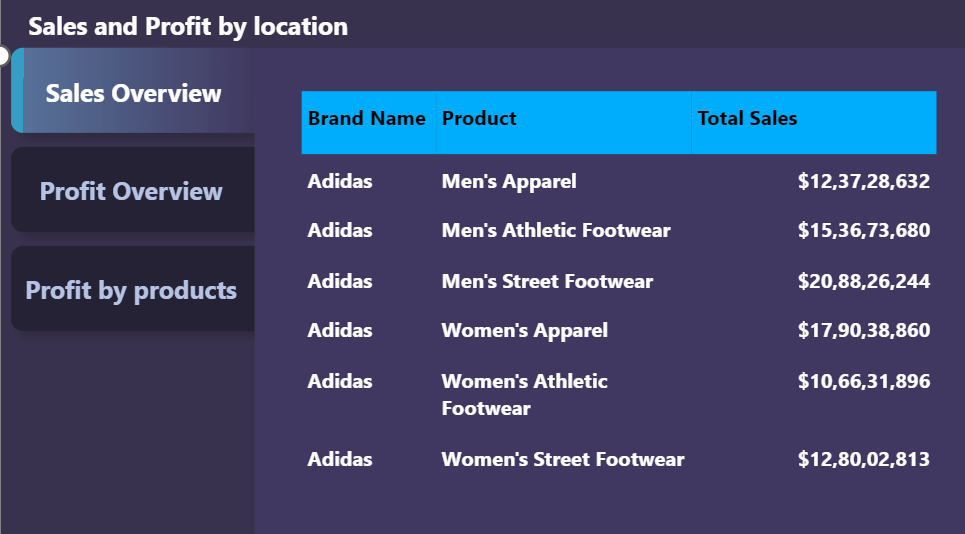 Sales and Profit by location
Sales Overview
Profit Overview
Profit by products
Brand Name Product Total Sales
Adidas Men's Apparel $12,37,28,632
Adidas Men's Athletic Footwear $15,36,73,680
Adidas Men's Street Footwear $20,88,26,244
Adidas Women's Apparel $17,90,38,860
Adidas Women's Athletic $10,66,31,896
Footwear
Adidas Women's Street Footwear $12,80,02,813